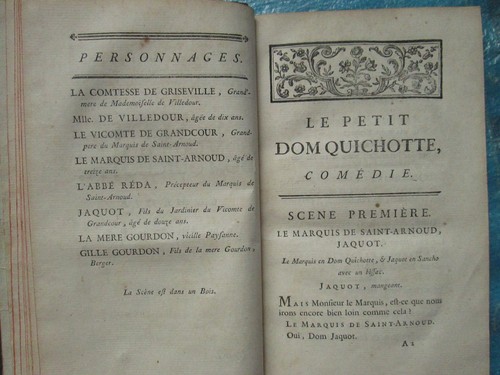 PERSONNAGES.
LA COMTESSE DE GRISEVILLE, Grand-
mere de Mademoiselle de Villedour.
Mlle. DE VILLEDOUR, âgée de dix ans.
LE VICOMTE DE GRANDCOUR, Grand-
pere du Marquis de Saint-Arnoud.
LE MARQUIS DE SAINT-ARNOUD, âgé de
treize ans.
L'ABBÉ RÉDA, Précepteur du Marquis de
Saint-Arnoud.
JAQUOT, Fils du Jardinier du Vicomte de
Grandcour, âgé de douze ans.
LA MERE GOURDON, vieille Paysanne.
GILLE GOURDON, Fils de la mere Gourdon,
Berger.
La Scène est dans un Bois.
LE PETIT
DOM QUICHOTTE,
COMÉDIE.
SCENE PREMIÈRE.
LE MARQUIS DE SAINT-ARNOUD,
JAQUOT.
Le Marquis en Dom Quichotte, & Jaquot en Sancho
avec un bissac.
JAQUOT, mangeant.
MAIS Monsieur le Marquis, est-ce que nous
irons encore bien loin comme cela?
LE MARQUIS DE SAINT-ARNOUD.
Oui, Dom Jaquot.
A 2